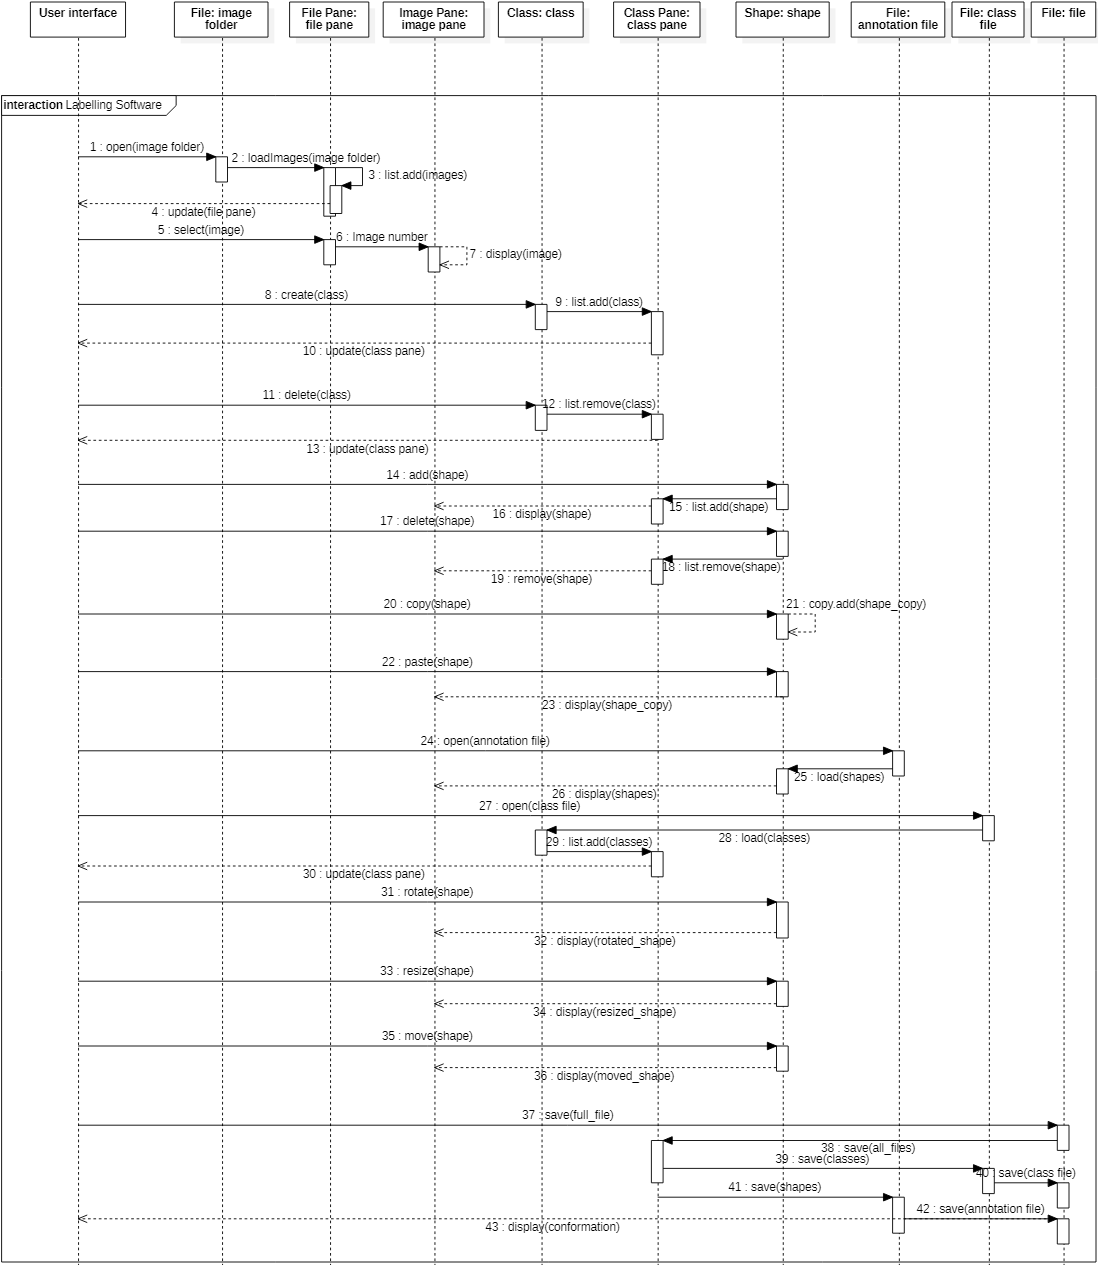 User interface
File: image
folder
File Pane:
file pane
Image Pane:
image pane
Class: class
Class Pane:
class pane
Shape: shape
File:
annotation file
File: class
file
File: file
interaction Labelling Software
1 : open(image folder)
2 : loadImages(image folder)
3 : list.add(images)
4 : update(file pane)
5 : select(image)
6 : Image number
7 : display(image)
8 : create(class)
9 : list.add(class)
10 : update(class pane)
11 : delete(class)
12 : list.remove(class)
13 : update(class pane)
14 : add(shape)
15 : list.add(shape)
16 : display(shape)
17 : delete(shape)
18 : list.remove(shape)
19 : remove(shape)
20 : copy(shape)
21 : copy.add(shape_copy)
22 : paste(shape)
23 : display(shape_copy)
24 : open(annotation file)
25 : load(shapes)
26 : display(shapes)
27 : open(class file)
28 : load(classes)
29 : list.add(classes)
30 : update(class pane)
31 : rotate(shape)
32 : display(rotated_shape)
33 : resize(shape)
34 : display(resized_shape)
35 : move(shape)
36 : display(moved_shape)
37 : save(full_file)
38 : save(all_files)
39 : save(classes)
40 : save(class file)
41 : save(shapes)
42 : save(annotation file)
43 : display(conformation)